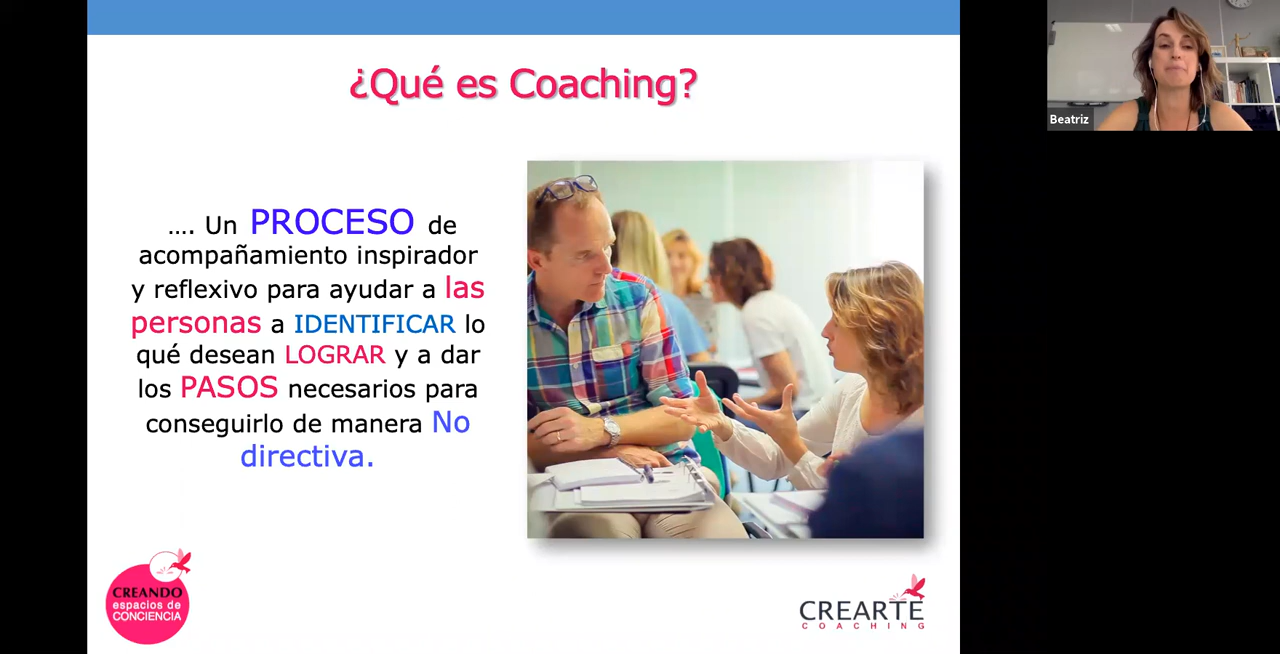 ¿Qué es Coaching?
.... Un PROCESO de
acompañamiento inspirador
y reflexivo para ayudar a las
personas a IDENTIFICAR lo
qué desean LOGRAR y a dar
los PASOS necesarios para
conseguirlo de manera No
directiva.
CREANDO
espacios de
CONCIENCIA
CREARTE
COACHING
Beatriz